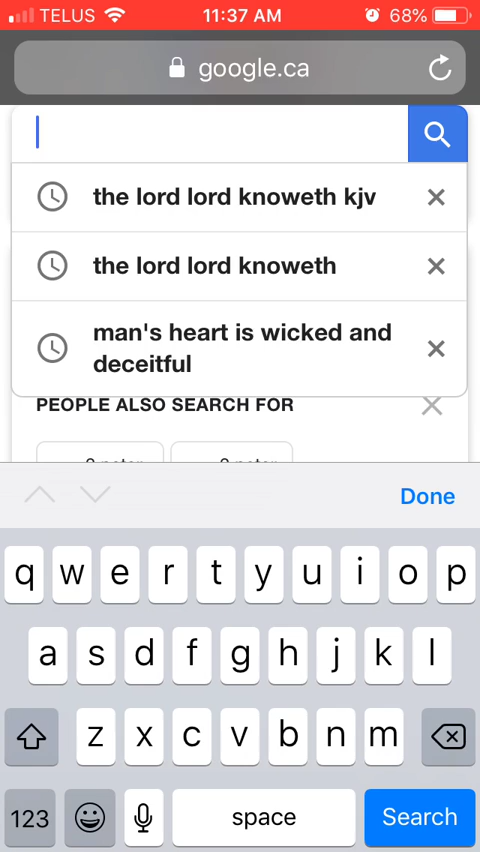 TELUS 11:37 AM 68%
google.ca
the lord lord knoweth kjv
the lord lord knoweth
man's heart is wicked and
deceitful
PEOPLE ALSO SEARCH FOR
Done
q w e r t y u i o p
a s d f g h j k l
z x c v b n m
123 space Search